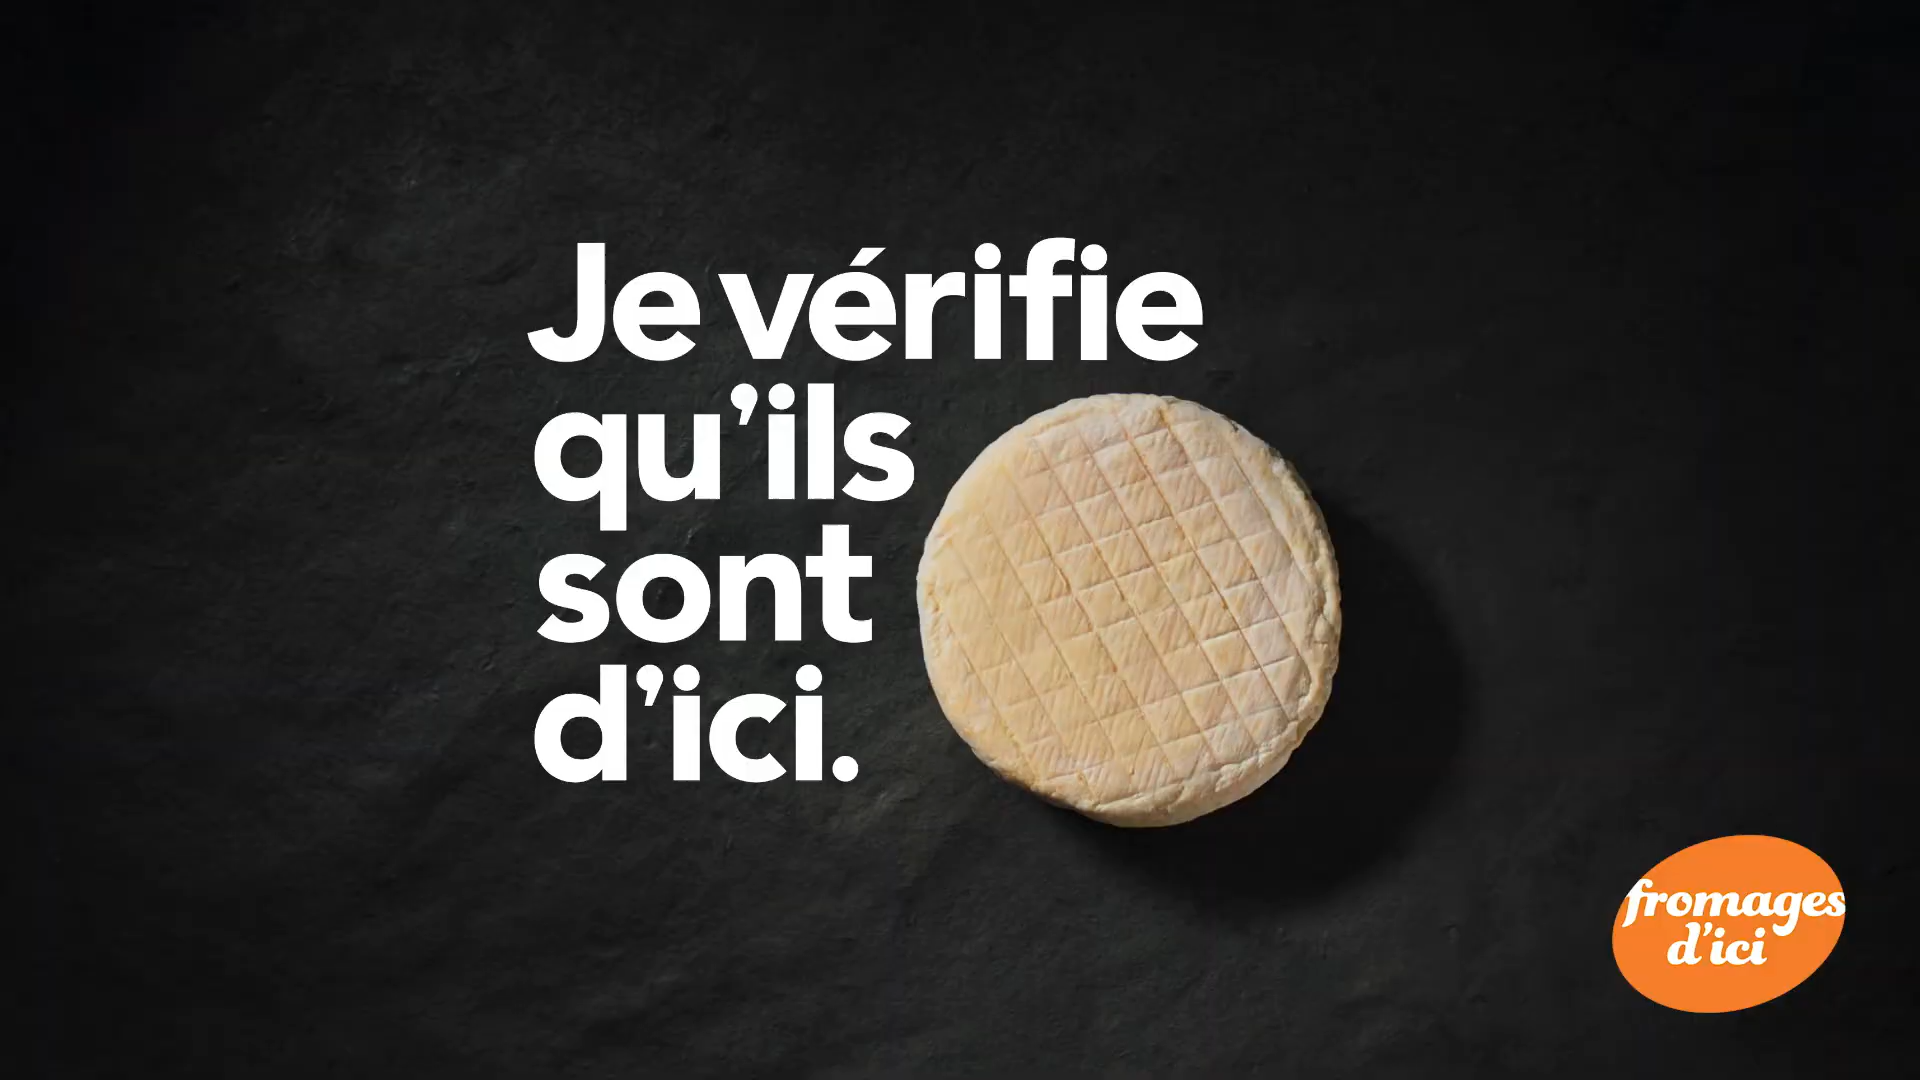 Je vérifie
qu’ils
sont
d’ici.
fromages
d’ici